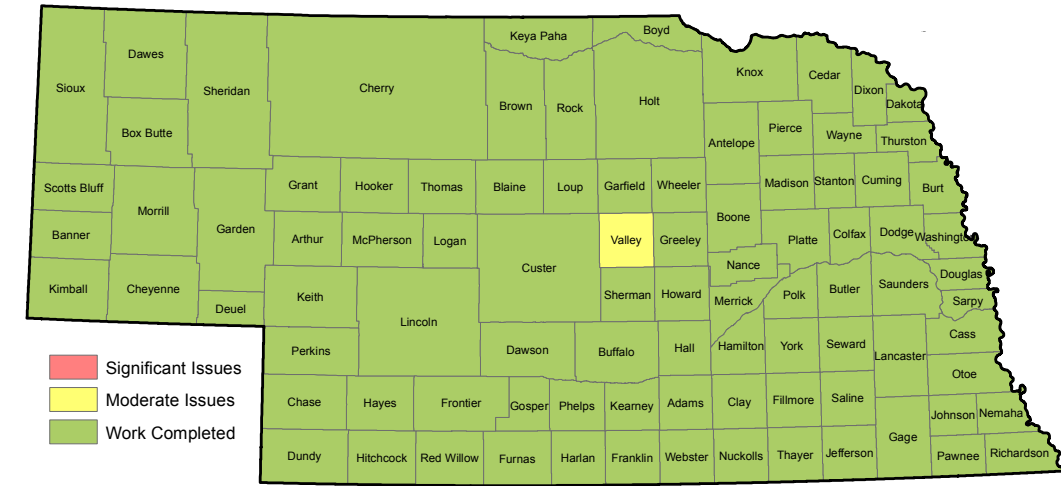 Keya Paha
Boyd
Dawes
Sioux
Sheridan
Cherry
Brown
Rock
Holt
Knox
Cedar
Dixon
Dakota
Box Butte
Antelope
Pierce
Wayne
Thurston
Scotts Bluff
Grant
Hooker
Thomas
Blaine
Loup
Garfield
Wheeler
Madison
Stanton
Cuming
Burt
Morrill
Garden
Banner
Arthur
McPherson
Logan
Custer
Valley
Greeley
Boone
Platte
Colfax
Dodge
Washington
Nance
Kimball
Cheyenne
Deuel
Keith
Lincoln
Sherman
Howard
Merrick
Polk
Butler
Saunders
Douglas
Sarpy
Perkins
Dawson
Buffalo
Hall
Hamilton
York
Seward
Lancaster
Cass
Otoe
Significant Issues
Moderate Issues
Work Completed
Chase
Hayes
Frontier
Gosper
Phelps
Kearney
Adams
Clay
Fillmore
Saline
Gage
Johnson
Nemaha
Dundy
Hitchcock
Red Willow
Furnas
Harlan
Franklin
Webster
Nuckolls
Thayer
Jefferson
Pawnee
Richardson